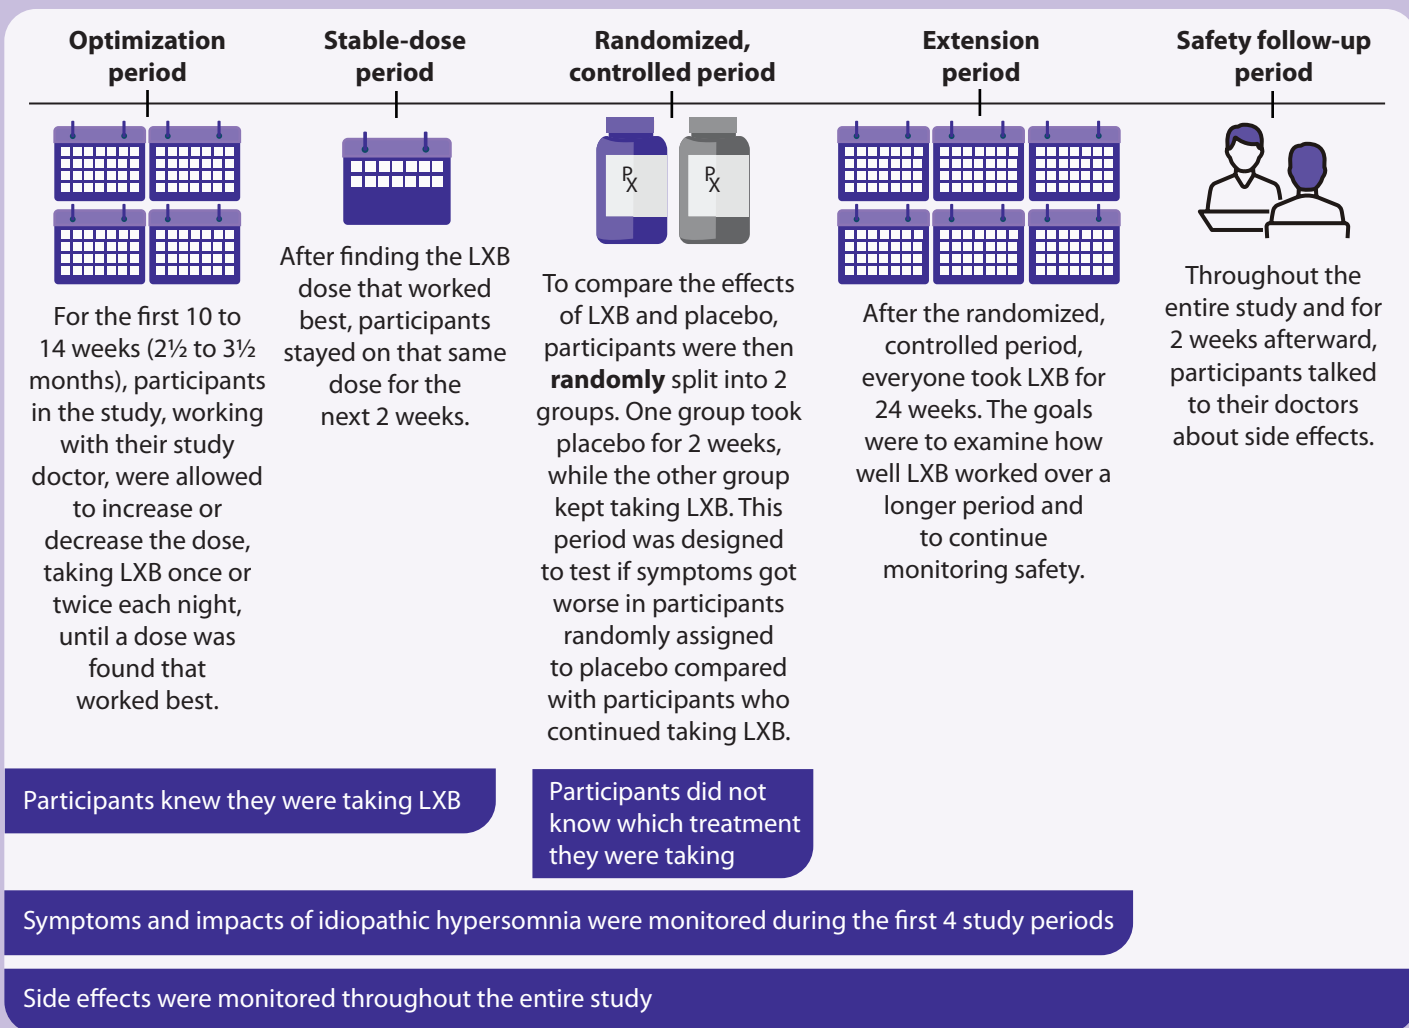 Optimization
period
Stable-dose
period
Randomized,
controlled period
Extension
period
Safety follow-up
period
For the first 10 to
14 weeks (2½ to 3½
months), participants
in the study, working
with their study
doctor, were allowed
to increase or
decrease the dose,
taking LXB once or
twice each night,
until a dose was
found that
worked best.
After finding the LXB
dose that worked
best, participants
stayed on that same
dose for the
next 2 weeks.
PX
PX
To compare the effects
of LXB and placebo,
participants were then
randomly split into 2
groups. One group took
placebo for 2 weeks,
while the other group
kept taking LXB. This
period was designed
to test if symptoms got
worse in participants
randomly assigned
to placebo compared
with participants who
continued taking LXB.
After the randomized,
controlled period,
everyone took LXB for
24 weeks. The goals
were to examine how
well LXB worked over a
longer period and
to continue
monitoring safety.
Throughout the
entire study and for
2 weeks afterward,
participants talked
to their doctors
about side effects.
Participants knew they were taking LXB
Participants did not
know which treatment
they were taking
Symptoms and impacts of idiopathic hypersomnia were monitored during the first 4 study periods
Side effects were monitored throughout the entire study